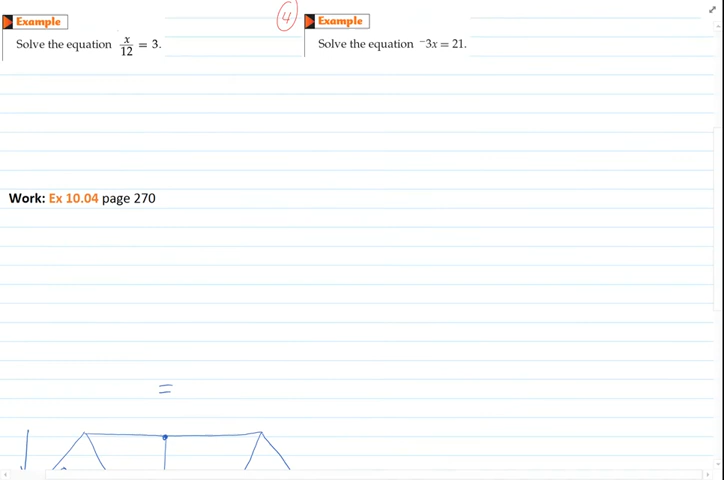 Example
Solve the equation x/12 = 3.
4
Example
Solve the equation ⁻3x = 21.
Work: Ex 10.04 page 270
=